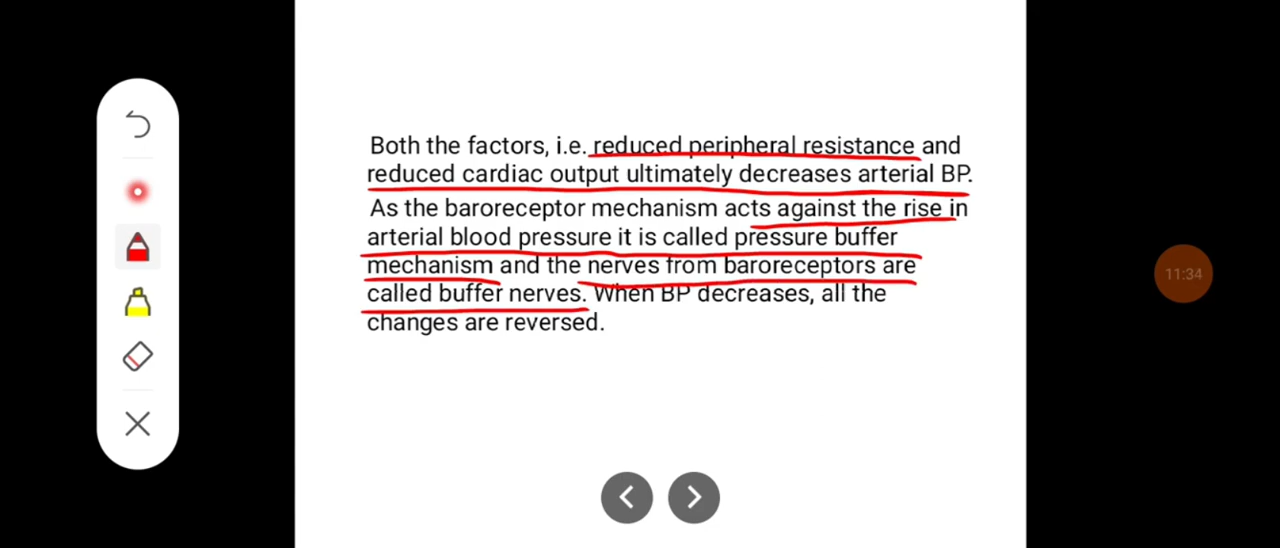 Both the factors, i.e. reduced peripheral resistance and
reduced cardiac output ultimately decreases arterial BP.
As the baroreceptor mechanism acts against the rise in
arterial blood pressure it is called pressure buffer
mechanism and the nerves from baroreceptors are
called buffer nerves. When BP decreases, all the
changes are reversed.
11:34